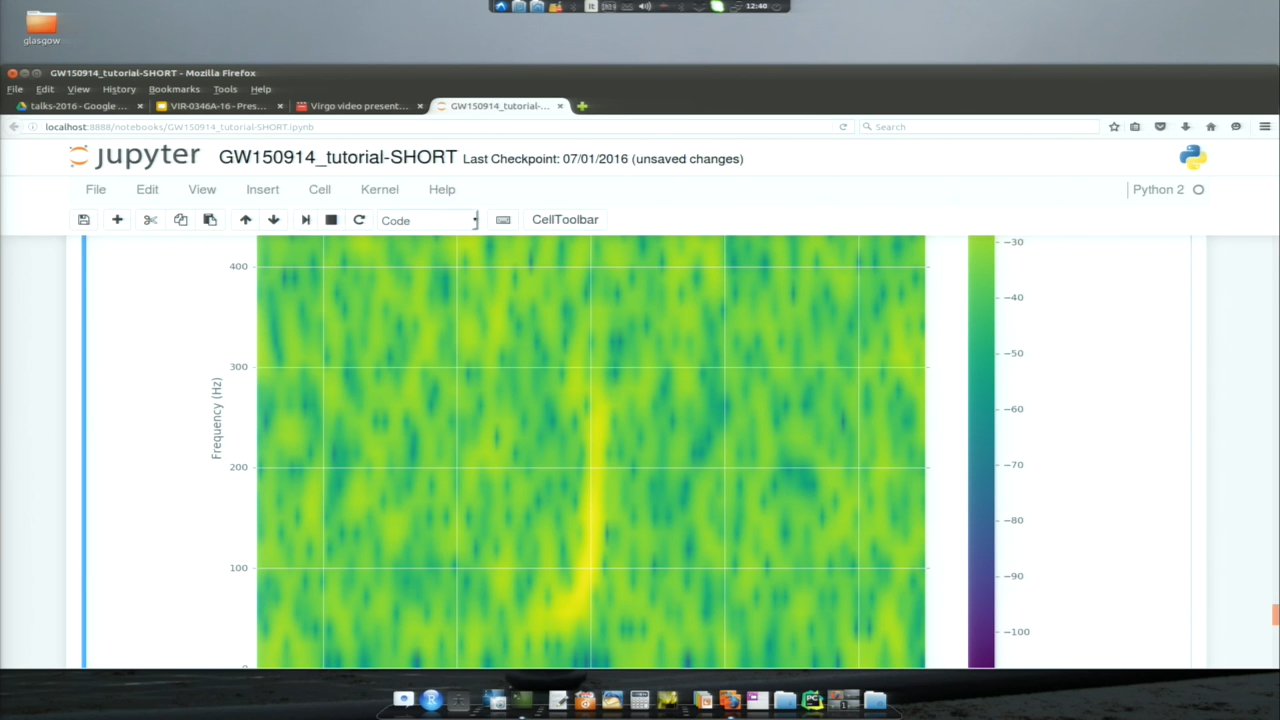 12:40
glasgow
GW150914_tutorial-SHORT - Mozilla Firefox
File Edit View History Bookmarks Tools Help
talks-2016 - Google ... VIR-0346A-16 - Pres... Virgo video present... GW150914_tutorial-...
localhost:8888/notebooks/GW150914_tutorial-SHORT.ipynb Search
jupyter GW150914_tutorial-SHORT Last Checkpoint: 07/01/2016 (unsaved changes)
File Edit View Insert Cell Kernel Help Python 2
Code CellToolbar
−30
400
−40
−50
300
Frequency (Hz)
−60
200
−70
−80
100
−90
−100
0